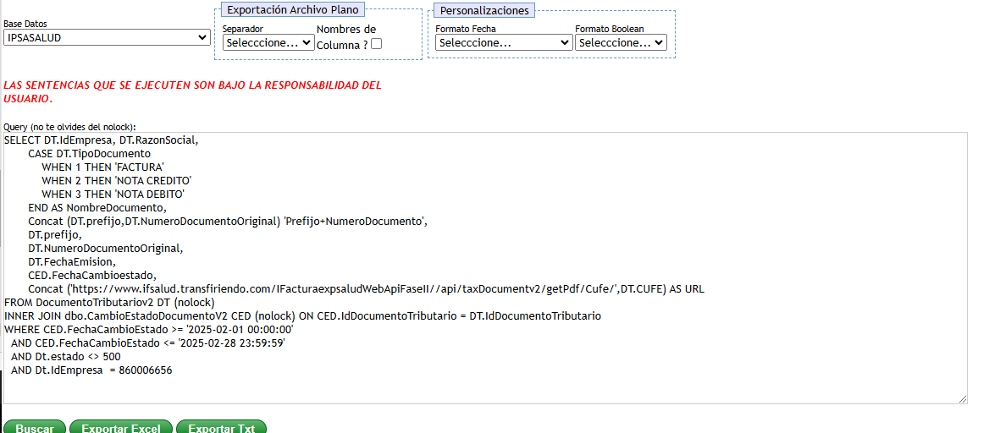 Base Datos
IPSASALUD
Exportación Archivo Plano
Separador
Selecccione...
Nombres de
Columna ?
Personalizaciones
Formato Fecha
Selecccione...
Formato Boolean
Selecccione...
LAS SENTENCIAS QUE SE EJECUTEN SON BAJO LA RESPONSABILIDAD DEL
USUARIO.
Query (no te olvides del nolock):
SELECT DT.IdEmpresa, DT.RazonSocial,
CASE DT.TipoDocumento
WHEN 1 THEN 'FACTURA'
WHEN 2 THEN 'NOTA CREDITO'
WHEN 3 THEN 'NOTA DEBITO'
END AS NombreDocumento,
Concat (DT.prefijo,DT.NumeroDocumentoOriginal) 'Prefijo+NumeroDocumento',
DT.prefijo,
DT.NumeroDocumentoOriginal,
DT.FechaEmision,
CED.FechaCambioestado,
Concat ('https://www.ifsalud.transfiriendo.com/IFacturaexpsaludWebApiFaseII//api/taxDocumentv2/getPdf/Cufe/',DT.CUFE) AS URL
FROM DocumentoTributariov2 DT (nolock)
INNER JOIN dbo.CambioEstadoDocumentoV2 CED (nolock) ON CED.IdDocumentoTributario = DT.IdDocumentoTributario
WHERE CED.FechaCambioEstado >= '2025-02-01 00:00:00'
AND CED.FechaCambioEstado <= '2025-02-28 23:59:59'
AND Dt.estado <> 500
AND Dt.IdEmpresa  = 860006656
Buscar
Exportar Excel
Exportar Txt